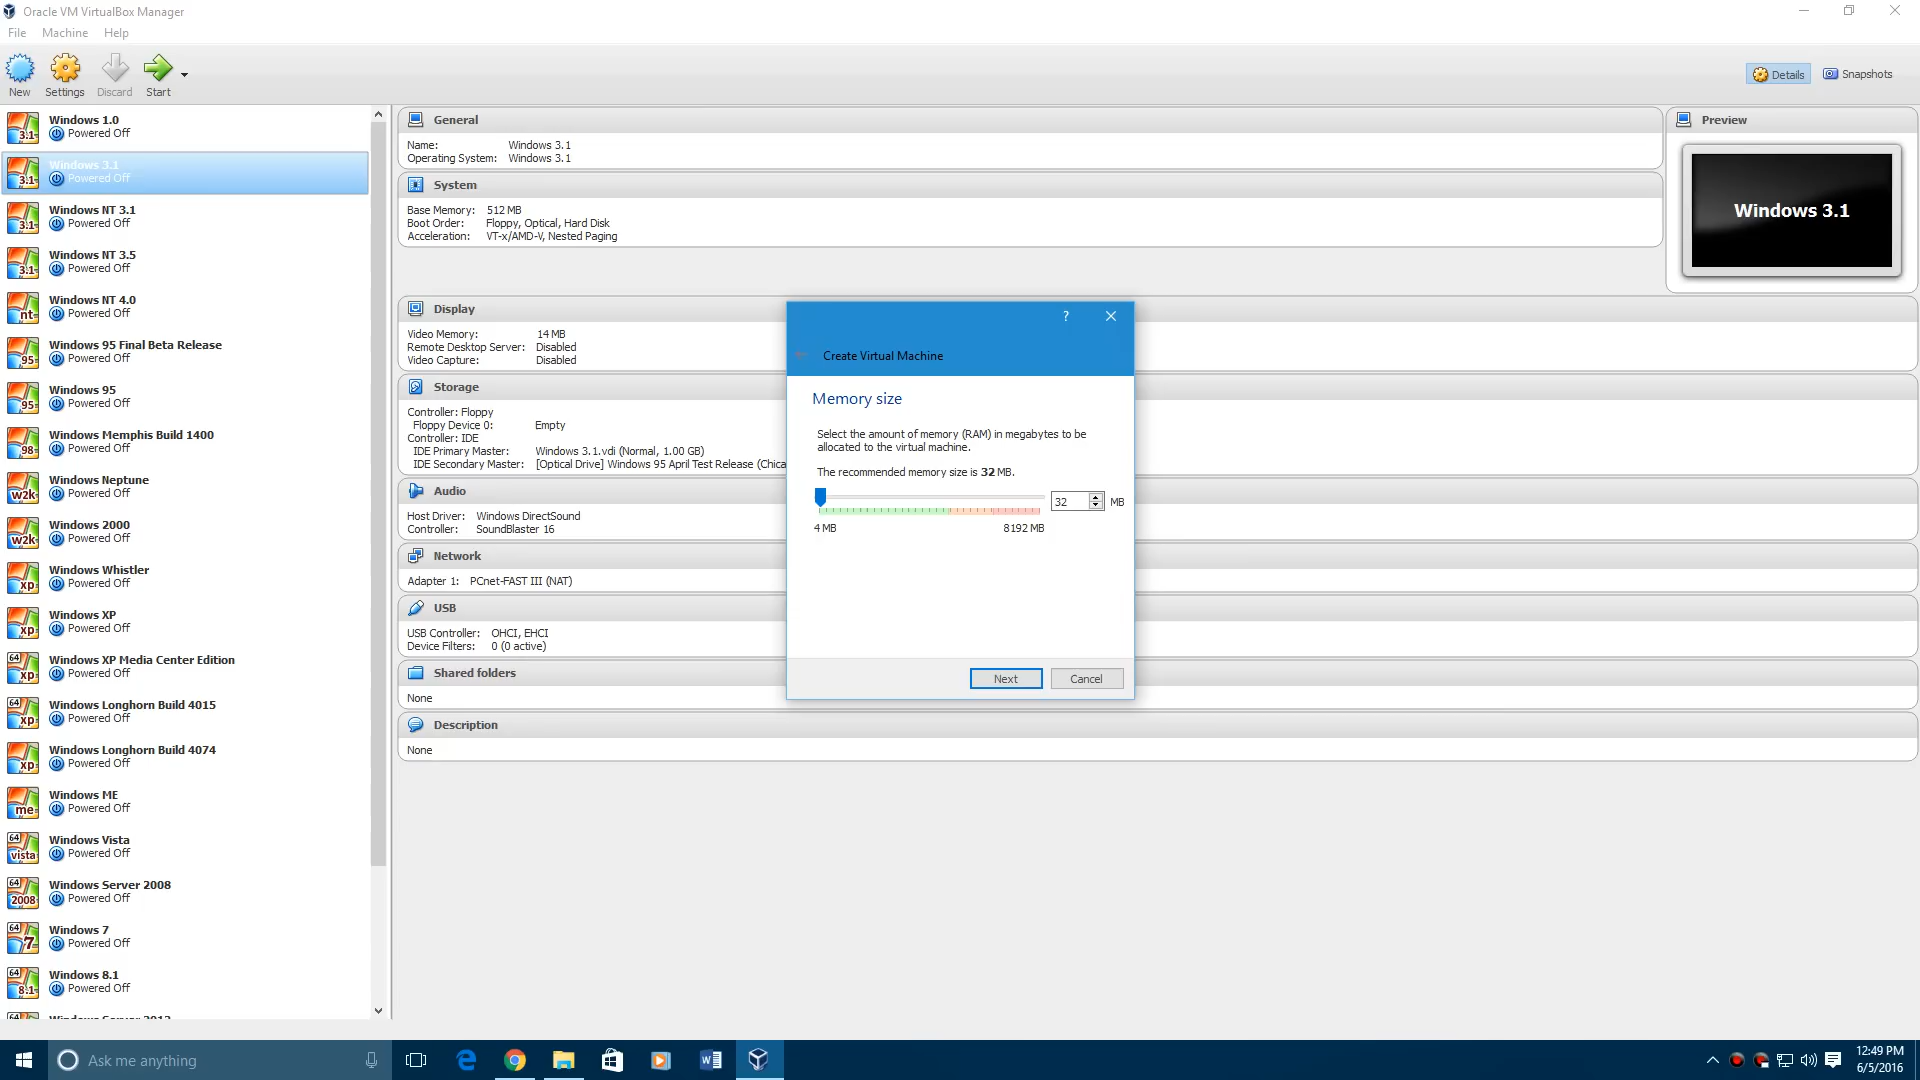 Oracle VM VirtualBox Manager
File Machine Help
New Settings Discard Start
Details Snapshots
Windows 1.0
Powered Off
Windows 3.1
Powered Off
Windows NT 3.1
Powered Off
Windows NT 3.5
Powered Off
Windows NT 4.0
Powered Off
Windows 95 Final Beta Release
Powered Off
Windows 95
Powered Off
Windows Memphis Build 1400
Powered Off
Windows Neptune
Powered Off
Windows 2000
Powered Off
Windows Whistler
Powered Off
Windows XP
Powered Off
Windows XP Media Center Edition
Powered Off
Windows Longhorn Build 4015
Powered Off
Windows Longhorn Build 4074
Powered Off
Windows ME
Powered Off
Windows Vista
Powered Off
Windows Server 2008
Powered Off
Windows 7
Powered Off
Windows 8.1
Powered Off
General
Name: Windows 3.1
Operating System: Windows 3.1
System
Base Memory: 512 MB
Boot Order: Floppy, Optical, Hard Disk
Acceleration: VT-x/AMD-V, Nested Paging
Preview
Windows 3.1
Display
Video Memory: 14 MB
Remote Desktop Server: Disabled
Video Capture: Disabled
Storage
Controller: Floppy
Floppy Device 0: Empty
Controller: IDE
IDE Primary Master: Windows 3.1.vdi (Normal, 1.00 GB)
IDE Secondary Master: [Optical Drive] Windows 95 April Test Release (Chica
Audio
Host Driver: Windows DirectSound
Controller: SoundBlaster 16
Network
Adapter 1: PCnet-FAST III (NAT)
USB
USB Controller: OHCI, EHCI
Device Filters: 0 (0 active)
Shared folders
None
Description
None
?
Create Virtual Machine
Memory size
Select the amount of memory (RAM) in megabytes to be
allocated to the virtual machine.
The recommended memory size is 32 MB.
32 MB
4 MB 8192 MB
Next Cancel
Ask me anything
12:49 PM
6/5/2016